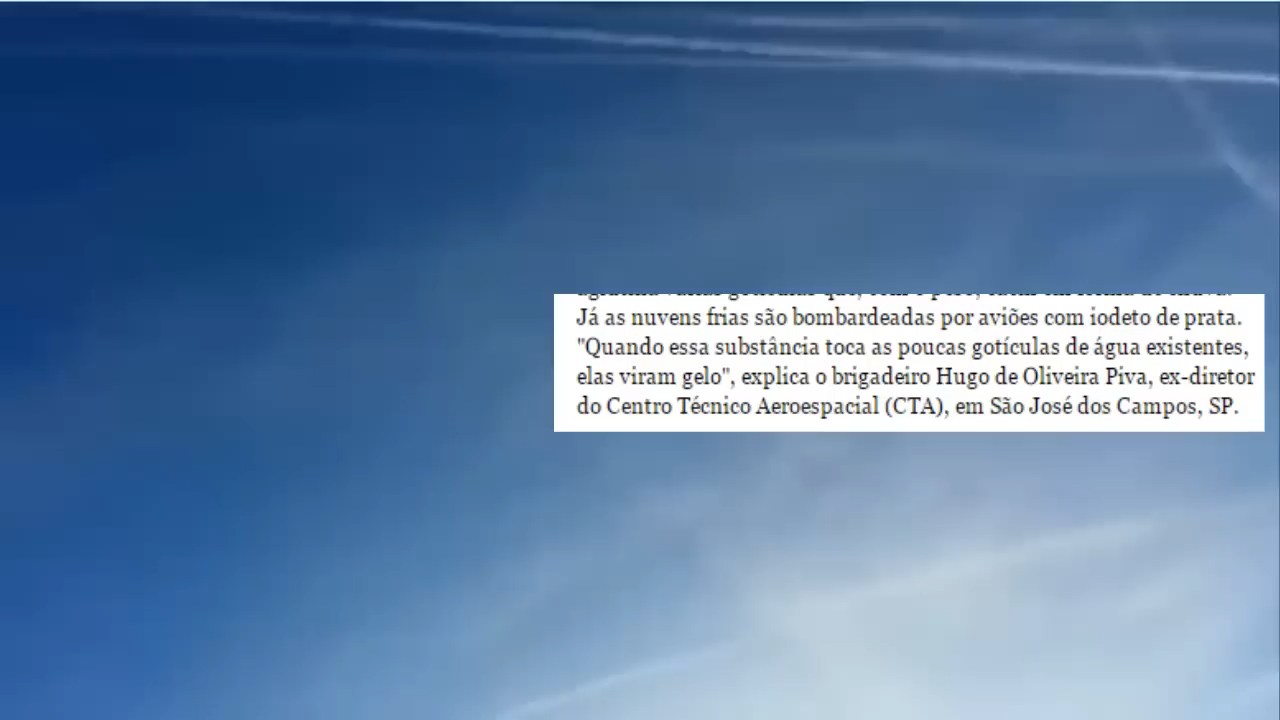 Já as nuvens frias são bombardeadas por aviões com iodeto de prata.
"Quando essa substância toca as poucas gotículas de água existentes,
elas viram gelo", explica o brigadeiro Hugo de Oliveira Piva, ex-diretor
do Centro Técnico Aeroespacial (CTA), em São José dos Campos, SP.